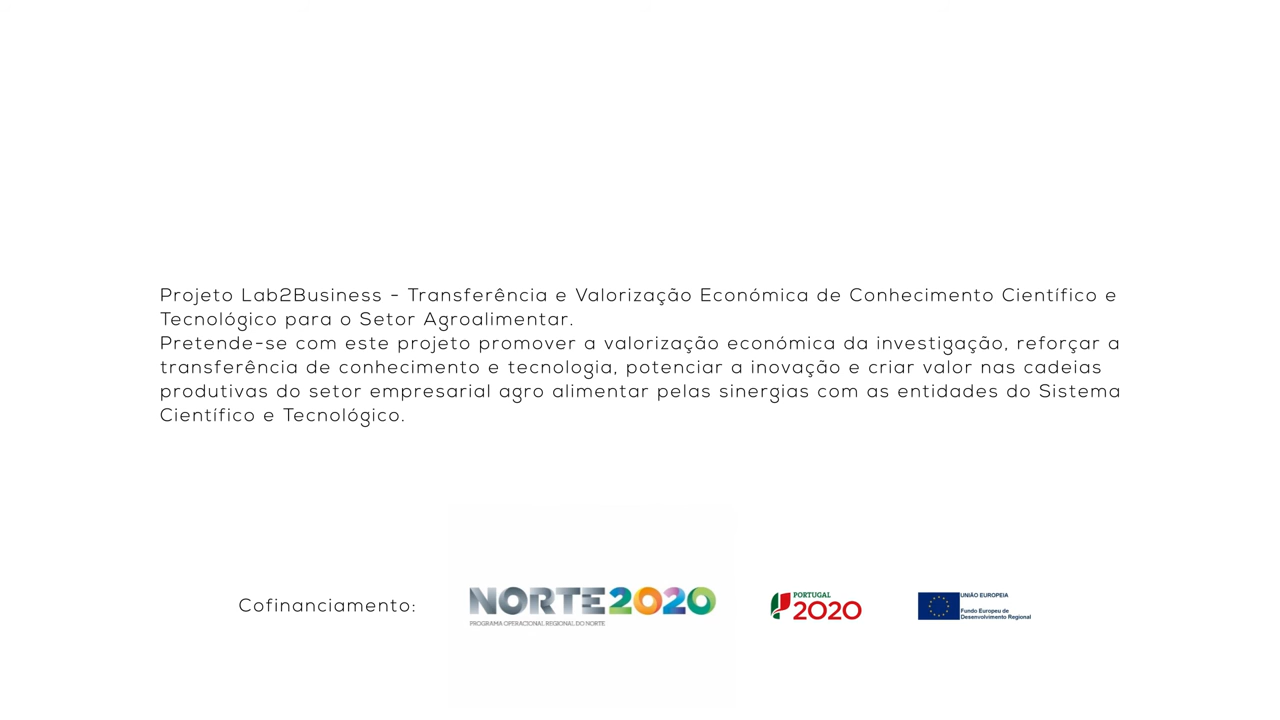 Projeto Lab2Business - Transferência e Valorização Económica de Conhecimento Científico e
Tecnológico para o Setor Agroalimentar.
Pretende-se com este projeto promover a valorização económica da investigação, reforçar a
transferência de conhecimento e tecnologia, potenciar a inovação e criar valor nas cadeias
produtivas do setor empresarial agro alimentar pelas sinergias com as entidades do Sistema
Científico e Tecnológico.
Cofinanciamento:
NORTE2020
PROGRAMA OPERACIONAL REGIONAL DO NORTE
PORTUGAL
2020
UNIÃO EUROPEIA
Fundo Europeu de
Desenvolvimento Regional